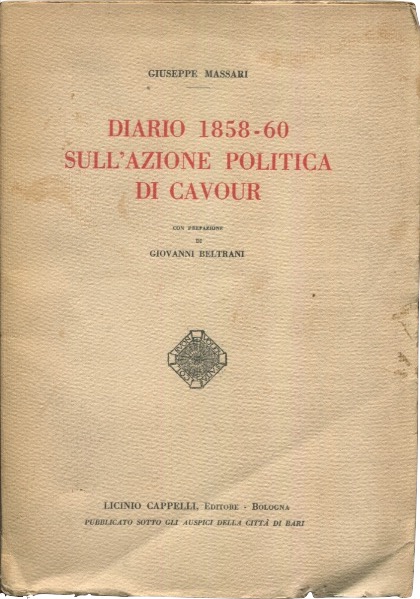 GIUSEPPE MASSARI
DIARIO 1858-60
SULL'AZIONE POLITICA
DI CAVOUR
CON PREFAZIONE
DI
GIOVANNI BELTRANI
LICINIO CAPPELLI, EDITORE - BOLOGNA
PUBBLICATO SOTTO GLI AUSPICI DELLA CITTÀ DI BARI